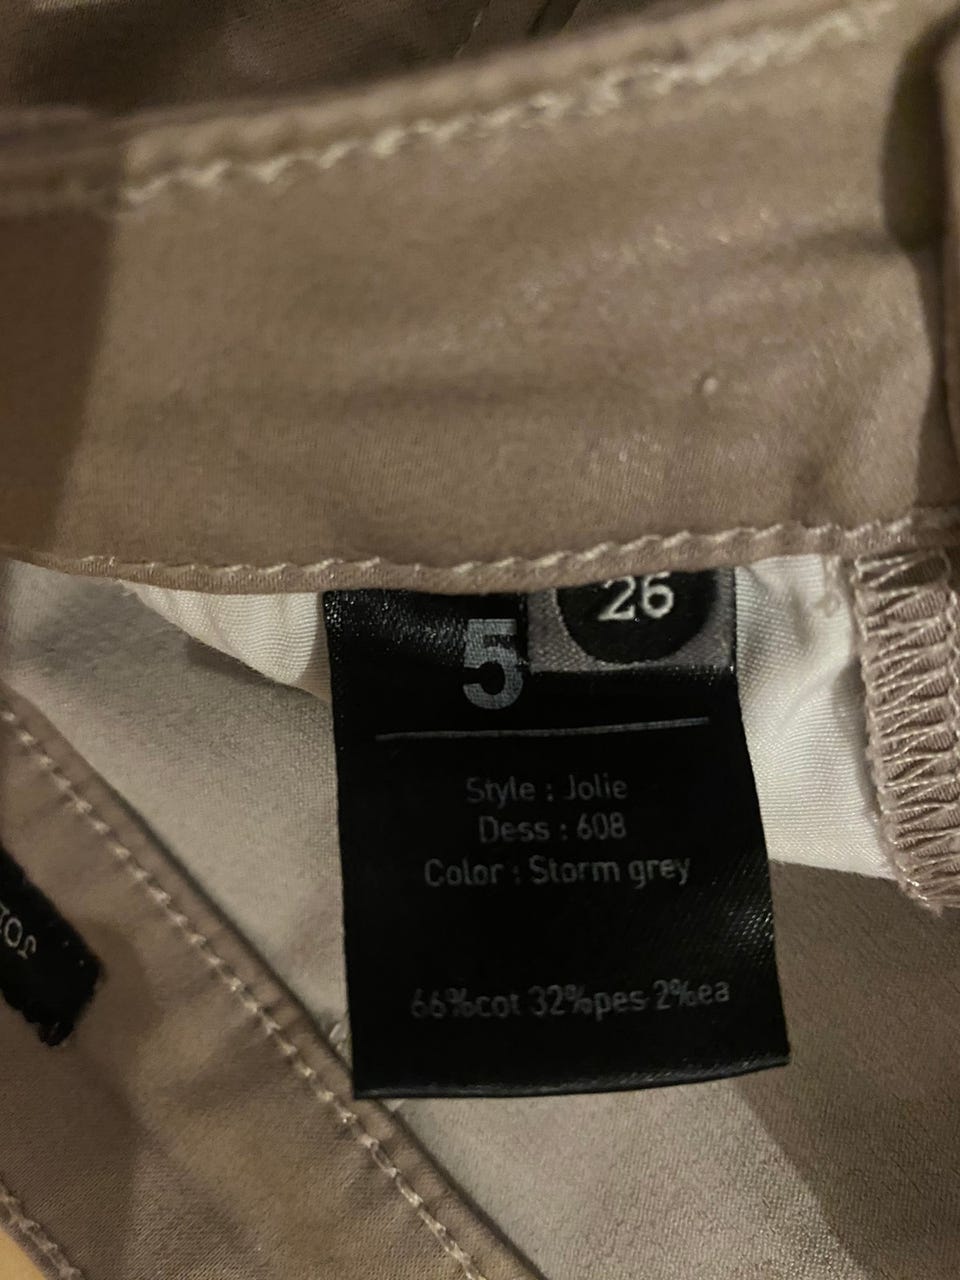 26
5
Style : Jolie
Dess : 608
Color : Storm grey
66%cot 32%pes 2%ea